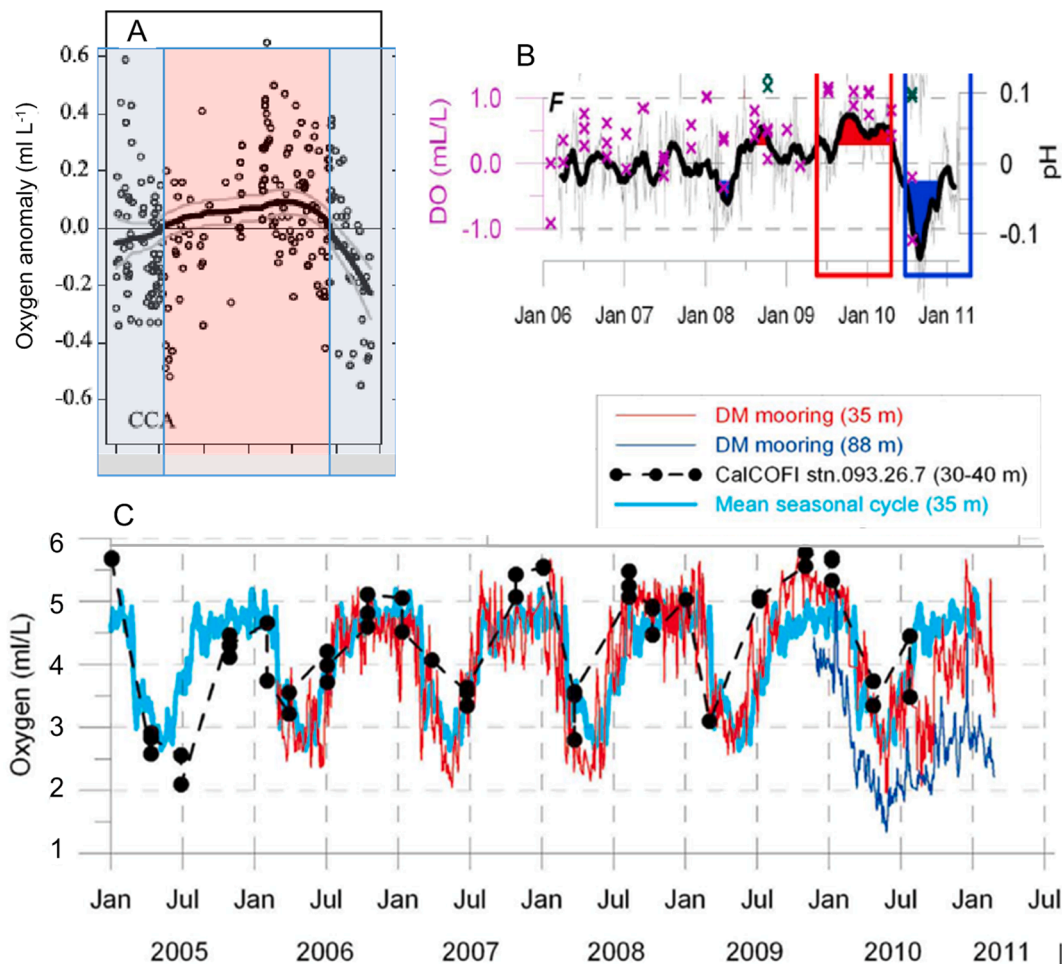 A
Oxygen anomaly (ml L⁻¹)
0.6
0.4
0.2
0.0
-0.2
-0.4
-0.6
CCA
B
F
DO (mL/L)
1.0
0.0
-1.0
0.1
0
-0.1
pH
Jan 06 Jan 07 Jan 08 Jan 09 Jan 10 Jan 11
DM mooring (35 m)
DM mooring (88 m)
CalCOFI stn.093.26.7 (30-40 m)
Mean seasonal cycle (35 m)
C
Oxygen (ml/L)
6
5
4
3
2
1
Jan Jul Jan Jul Jan Jul Jan Jul Jan Jul Jan Jul Jan Jul
2005 2006 2007 2008 2009 2010 2011